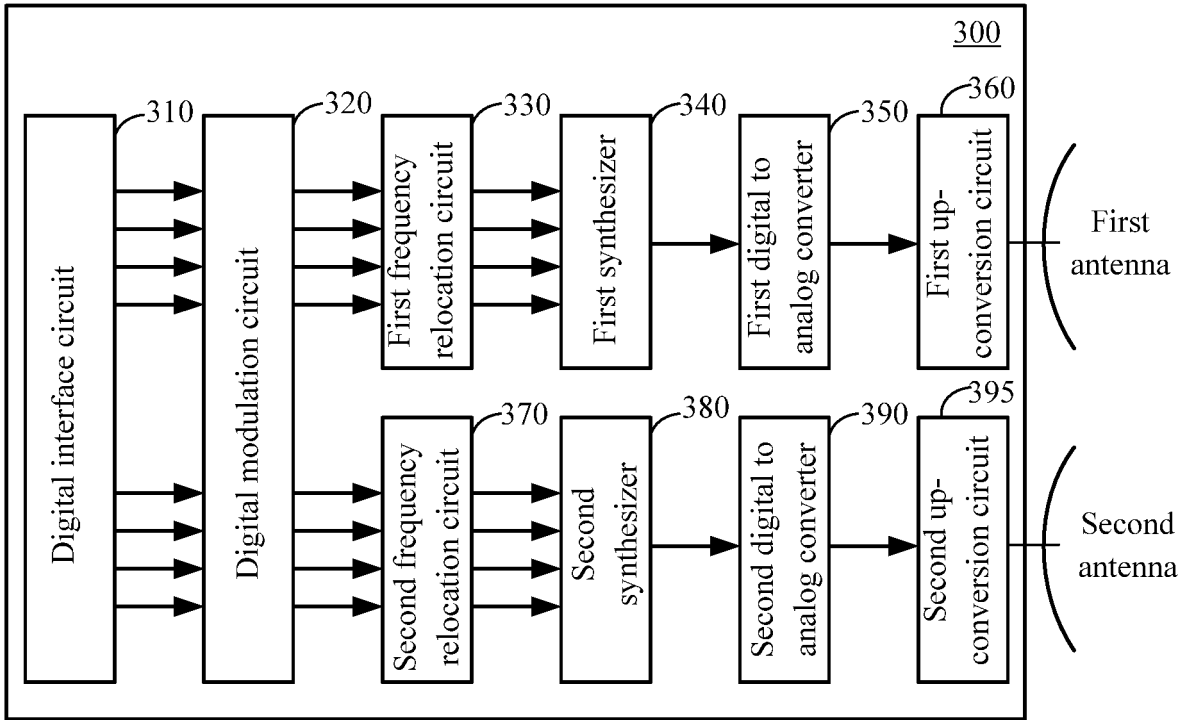 300
310
320
330
340
350
360
Digital interface circuit
Digital modulation circuit
First frequency
relocation circuit
First synthesizer
First digital to
analog converter
First up-
conversion circuit
First
antenna
370
380
390
395
Second frequency
relocation circuit
Second
synthesizer
Second digital to
analog converter
Second up-
conversion circuit
Second
antenna